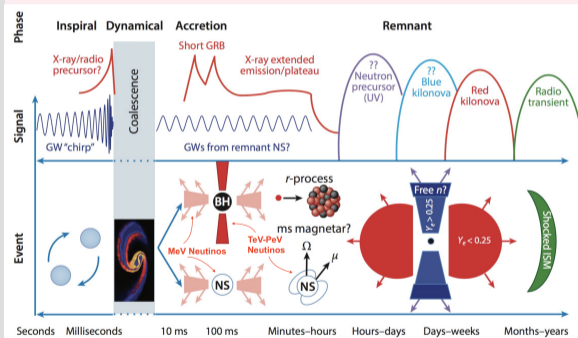 Phase
Inspiral
Dynamical
Accretion
Remnant
Signal
X-ray/radio
precursor?
GW "chirp"
Coalescence
Short GRB
X-ray extended
emission/plateau
GWs from remnant NS?
??
Neutron
precursor
(UV)
??
Blue
kilonova
Red
kilonova
Radio
transient
Event
BH
MeV Neutinos
TeV-PeV
Neutinos
NS
r-process
ms magnetar?
Ω
μ
NS
Free n?
Yₑ > 0.25
Yₑ < 0.25
Shocked ISM
Seconds
Milliseconds
10 ms
100 ms
Minutes–hours
Hours–days
Days–weeks
Months–years